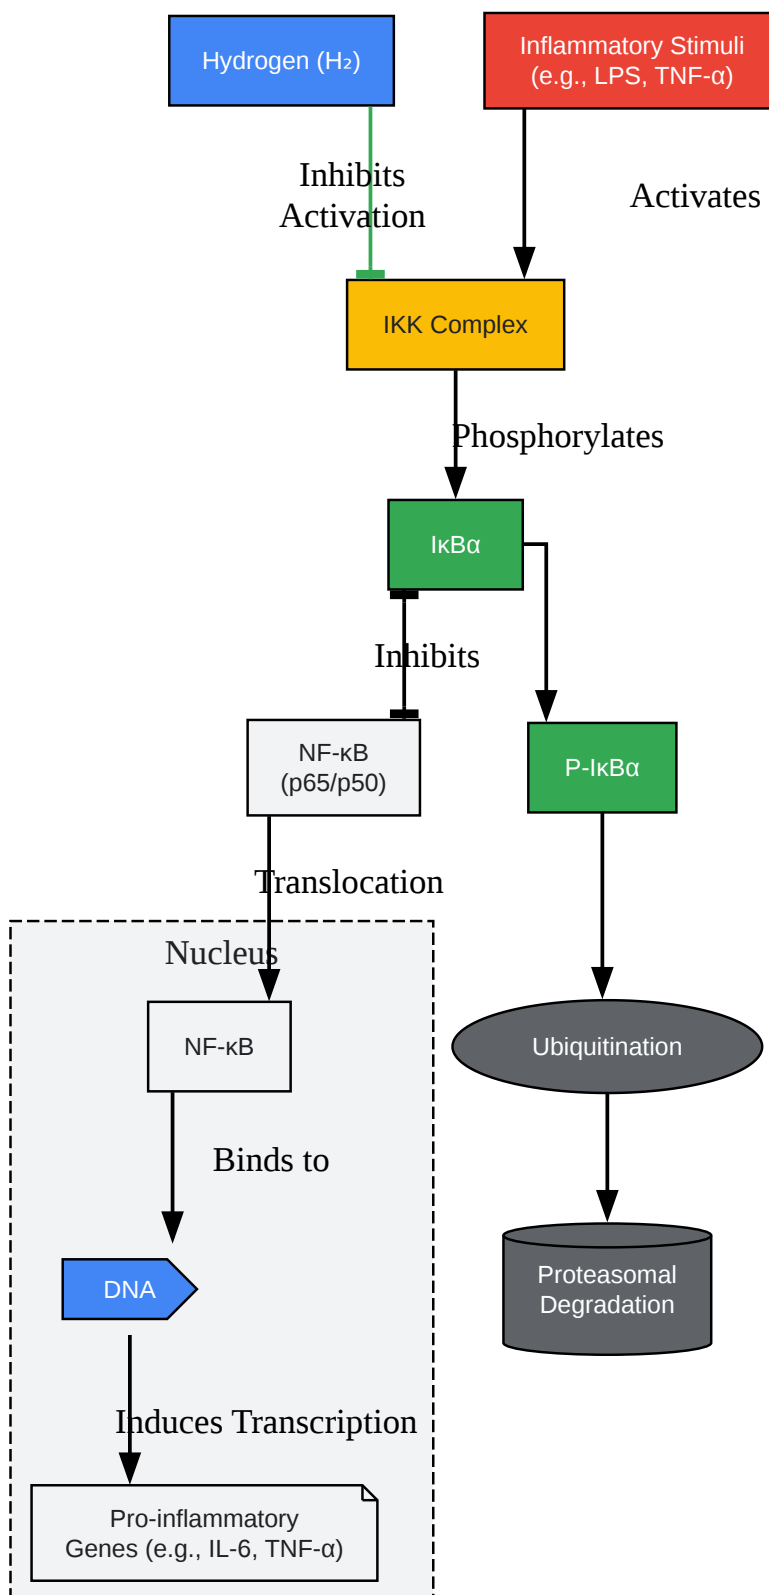 Hydrogen (H₂)
Inflammatory Stimuli
(e.g., LPS, TNF-α)
Inhibits
Activation
Activates
IKK Complex
Phosphorylates
IκBα
Inhibits
NF-κB
(p65/p50)
P-IκBα
Translocation
Nucleus
NF-κB
Ubiquitination
Binds to
DNA
Proteasomal
Degradation
Induces Transcription
Pro-inflammatory
Genes (e.g., IL-6, TNF-α)